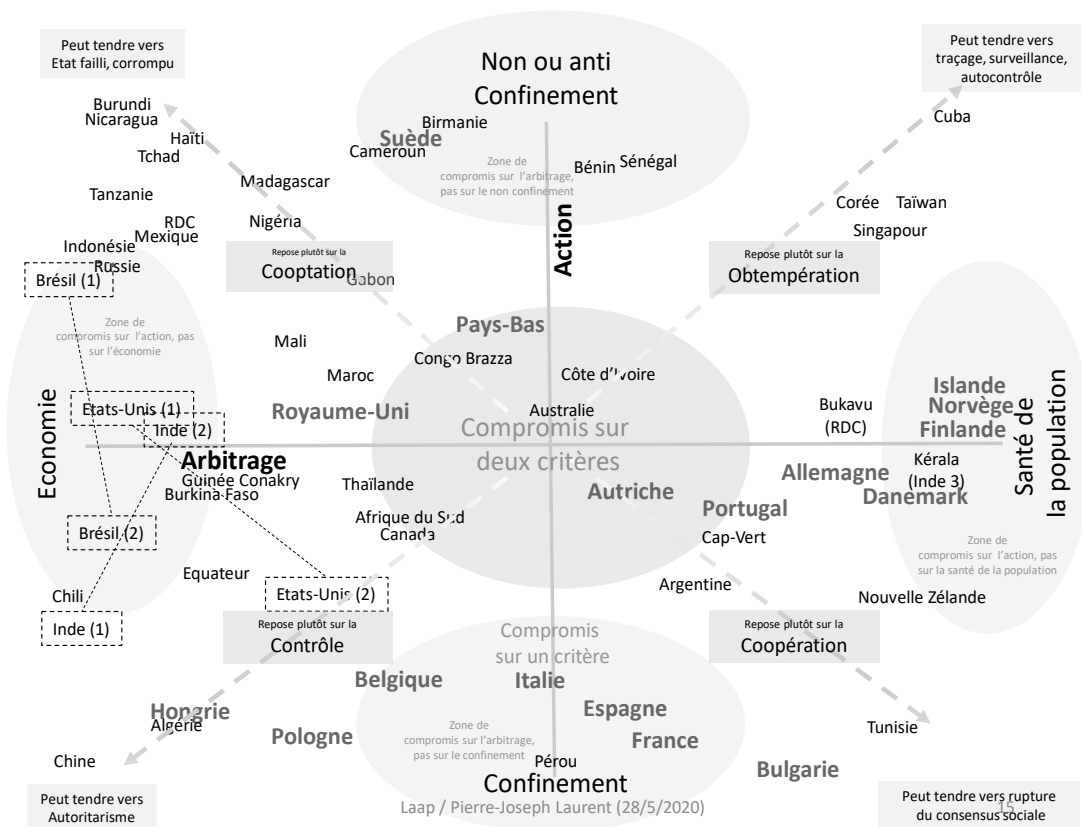 Peut tendre vers
Etat failli, corrompu
Non ou anti
Confinement
Peut tendre vers
traçage, surveillance,
autocontrôle
Burundi
Nicaragua
Haïti
Tchad
Birmanie
Suède
Cameroun
Cuba
Zone de
compromis sur l'arbitrage,
pas sur le non confinement
Bénin
Sénégal
Madagascar
Tanzanie
Nigéria
RDC
Mexique
Indonésie
Russie
Brésil (1)
Corée
Taïwan
Singapour
Action
Repose plutôt sur la
Cooptation
Gabon
Repose plutôt sur la
Obtempération
Zone de
compromis sur l'action, pas
sur l'économie
Pays-Bas
Mali
Congo Brazza
Maroc
Côte d'Ivoire
Royaume-Uni
Australie
Etats-Unis (1)
Inde (2)
Bukavu
(RDC)
Islande
Norvège
Finlande
Economie
Santé de
la population
Compromis sur
deux critères
Arbitrage
Guinée Conakry
Burkina Faso
Thaïlande
Afrique du Sud
Canada
Autriche
Allemagne
Danemark
Kérala
(Inde 3)
Portugal
Cap-Vert
Brésil (2)
Zone de
compromis sur l'action, pas
sur la santé de la population
Equateur
Etats-Unis (2)
Argentine
Nouvelle Zélande
Chili
Inde (1)
Repose plutôt sur la
Contrôle
Compromis
sur un critère
Repose plutôt sur la
Coopération
Belgique
Italie
Espagne
France
Hongrie
Algérie
Pologne
Zone de
compromis sur l'arbitrage,
pas sur le confinement
Tunisie
Chine
Pérou
Bulgarie
Confinement
Peut tendre vers
Autoritarisme
Laap / Pierre-Joseph Laurent (28/5/2020)
Peut tendre vers rupture
du consensus sociale
15